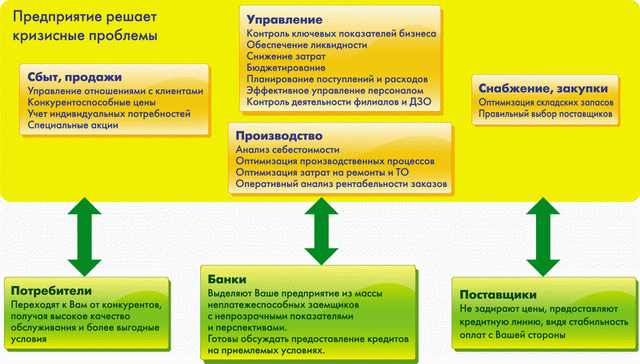 Предприятие решает
кризисные проблемы
Управление
Контроль ключевых показателей бизнеса
Обеспечение ликвидности
Снижение затрат
Бюджетирование
Планирование поступлений и расходов
Эффективное управление персоналом
Контроль деятельности филиалов и ДЗО
Сбыт, продажи
Управление отношениями с клиентами
Конкурентоспособные цены
Учет индивидуальных потребностей
Специальные акции
Снабжение, закупки
Оптимизация складских запасов
Правильный выбор поставщиков
Производство
Анализ себестоимости
Оптимизация производственных процессов
Оптимизация затрат на ремонты и ТО
Оперативный анализ рентабельности заказов
Потребители
Переходят к Вам от конкурентов,
получая высокое качество
обслуживания и более выгодные
условия
Банки
Выделяют Ваше предприятие из массы
неплатежеспособных заемщиков
с непрозрачными показателями
и перспективами.
Готовы обсуждать предоставление кредитов
на приемлемых условиях.
Поставщики
Не задирают цены, предоставляют
кредитную линию, видя стабильность
оплат с Вашей стороны